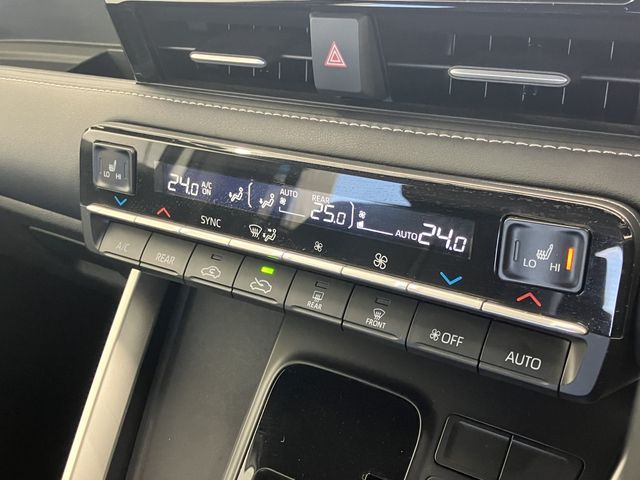 LO HI
24.0 A/C ON
AUTO
REAR
25.0
AUTO 24.0
LO HI
SYNC
A/C
REAR
REAR
FRONT
OFF
AUTO